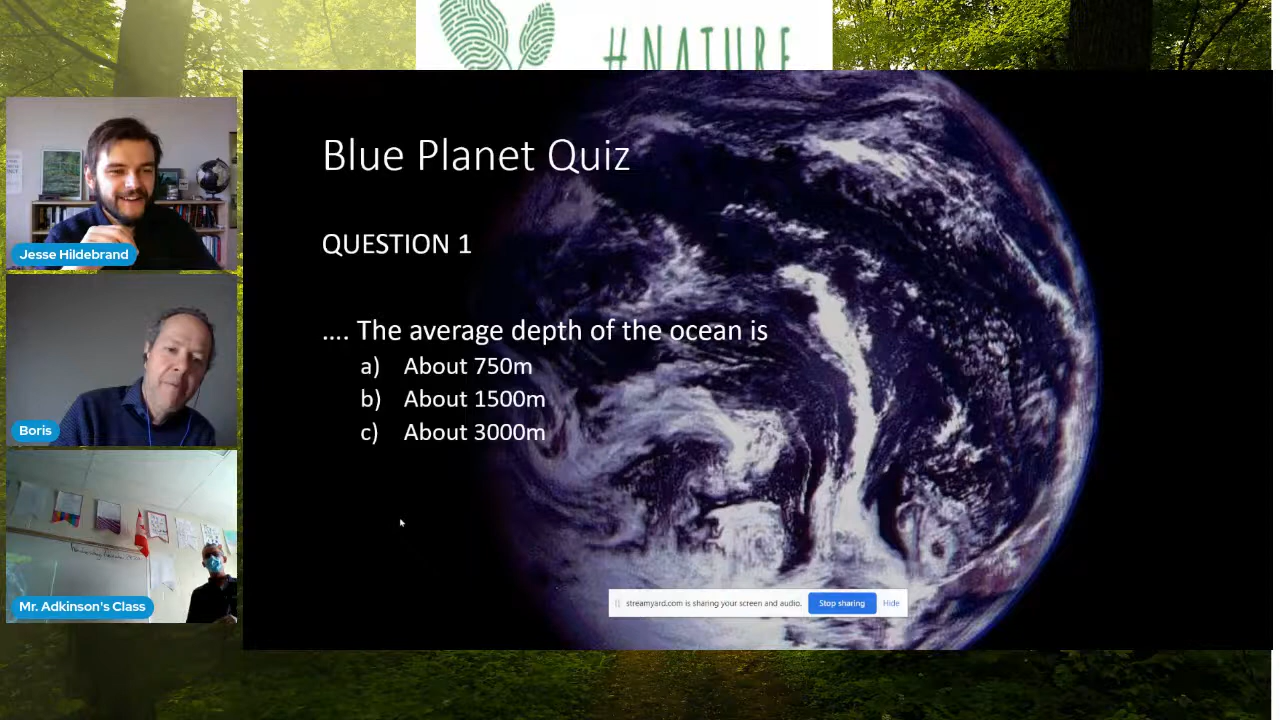 #NATURE
Blue Planet Quiz
QUESTION 1
.... The average depth of the ocean is
a) About 750m
b) About 1500m
c) About 3000m
Jesse Hildebrand
Boris
Mr. Adkinson's Class
streamyard.com is sharing your screen and audio. Stop sharing Hide